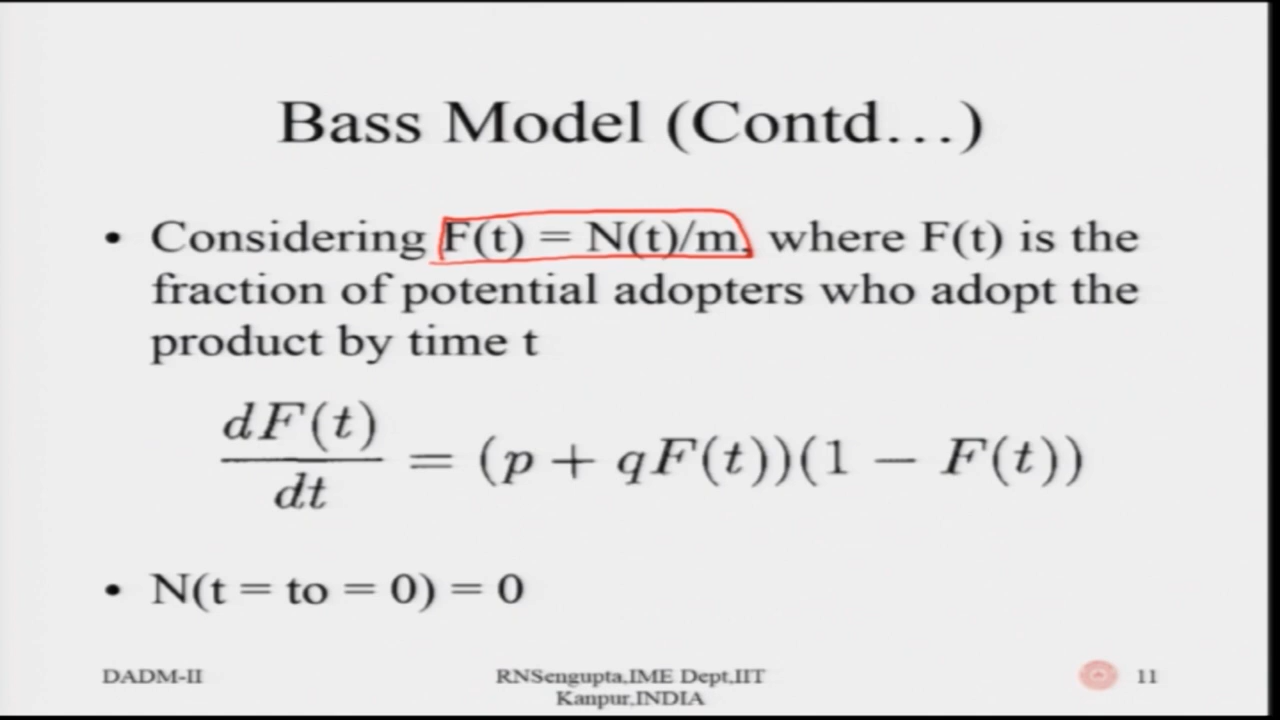 Bass Model (Contd...)
• Considering F(t) = N(t)/m, where F(t) is the
fraction of potential adopters who adopt the
product by time t
dF(t)/dt = (p + qF(t))(1 − F(t))
• N(t = to = 0) = 0
DADM-II
RNSengupta,IME Dept,IIT
Kanpur,INDIA
11